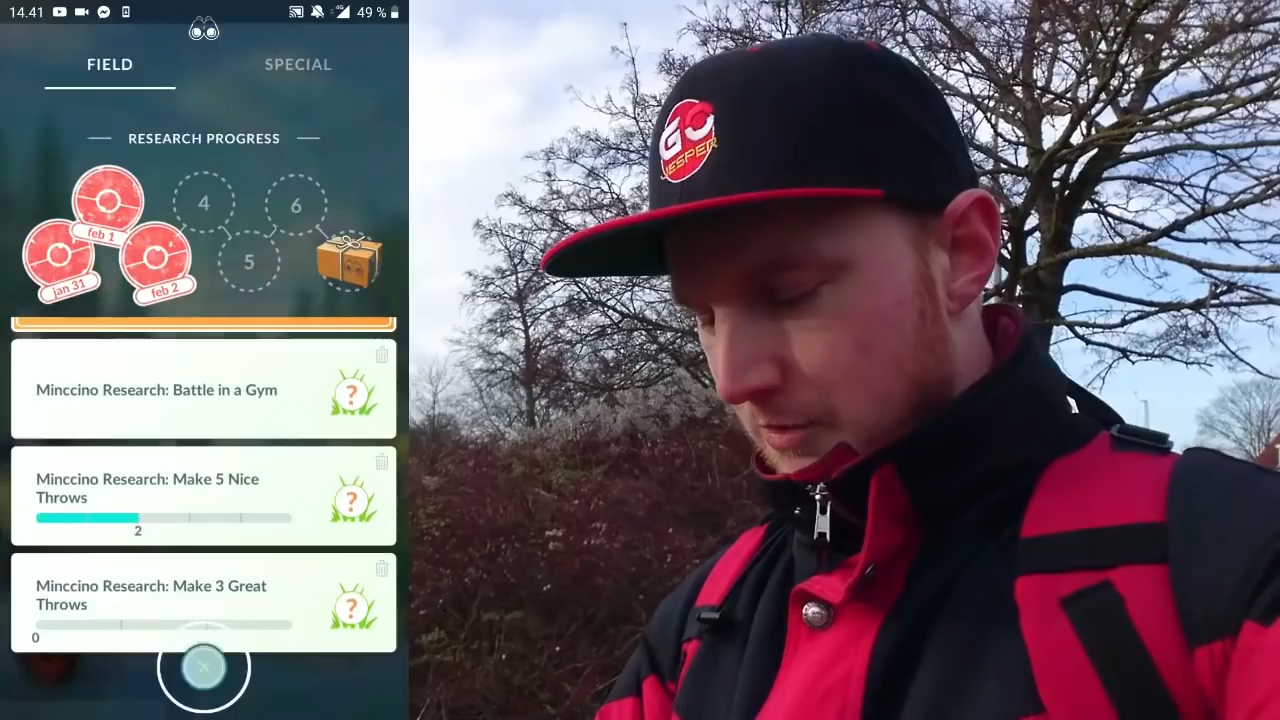 14.41
4G
49 %
FIELD
SPECIAL
RESEARCH PROGRESS
feb 1
4
6
jan 31
feb 2
5
Minccino Research: Battle in a Gym
?
Minccino Research: Make 5 Nice
Throws
?
2
Minccino Research: Make 3 Great
Throws
?
0
GO
JESPER